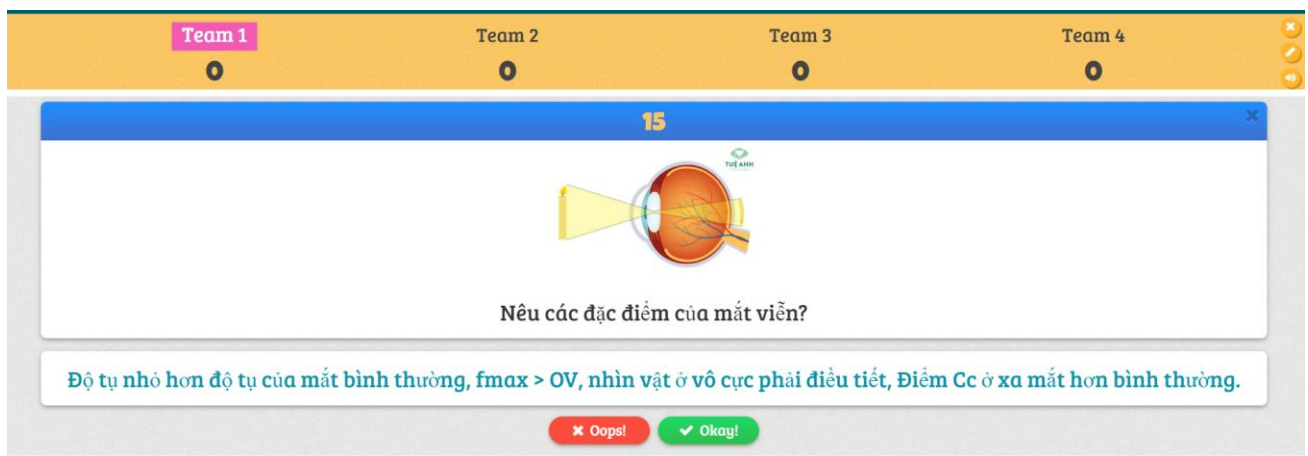 Team 1
Team 2
Team 3
Team 4
0
0
0
0
15
TUỆ ANH
Nêu các đặc điểm của mắt viễn?
Độ tụ nhỏ hơn độ tụ của mắt bình thường, fmax > OV, nhìn vật ở vô cực phải điều tiết, Điểm Cc ở xa mắt hơn bình thường.
Oops!
Okay!